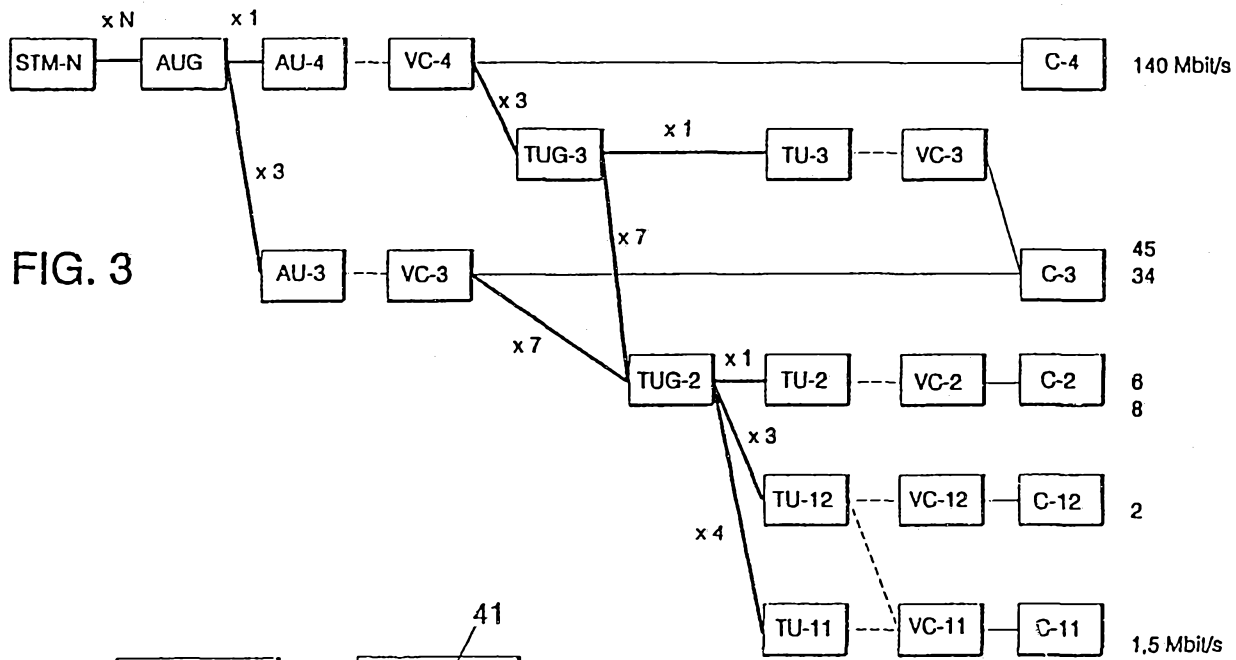 x N x 1
STM-N AUG AU-4 VC-4 C-4 140 Mbit/s
x 3
TUG-3 x 1 TU-3 VC-3
x 3
x 7
FIG. 3
AU-3 VC-3 C-3 45
34
x 7
TUG-2 x 1 TU-2 VC-2 C-2 6
8
x 3
TU-12 VC-12 C-12 2
x 4
TU-11 VC-11 C-11 1,5 Mbit/s
41